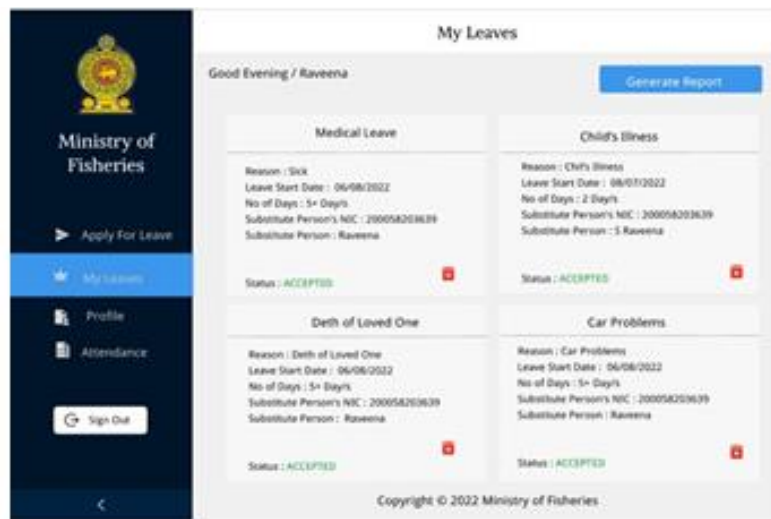 My Leaves
Ministry of
Fisheries
Apply For Leave
My Leaves
Profile
Attendance
Sign Out
Good Evening / Raveena
Generate Report
Medical Leave
Reason : Sick
Leave Start Date : 06/08/2022
No of Days : 5+ Day/s
Substitute Person's NIC : 200058203639
Substitute Person : Raveena
Status : ACCEPTED
Child's Illness
Reason : Chil's Illness
Leave Start Date : 08/07/2022
No of Days : 2 Day/s
Substitute Person's NIC : 200058203639
Substitute Person : S Raveena
Status : ACCEPTED
Deth of Loved One
Reason : Deth of Loved One
Leave Start Date : 06/08/2022
No of Days : 5+ Day/s
Substitute Person's NIC : 200058203639
Substitute Person : Raveena
Status : ACCEPTED
Car Problems
Reason : Car Problems
Leave Start Date : 06/08/2022
No of Days : 5+ Day/s
Substitute Person's NIC : 200058203639
Substitute Person : Raveena
Status : ACCEPTED
Copyright © 2022 Ministry of Fisheries